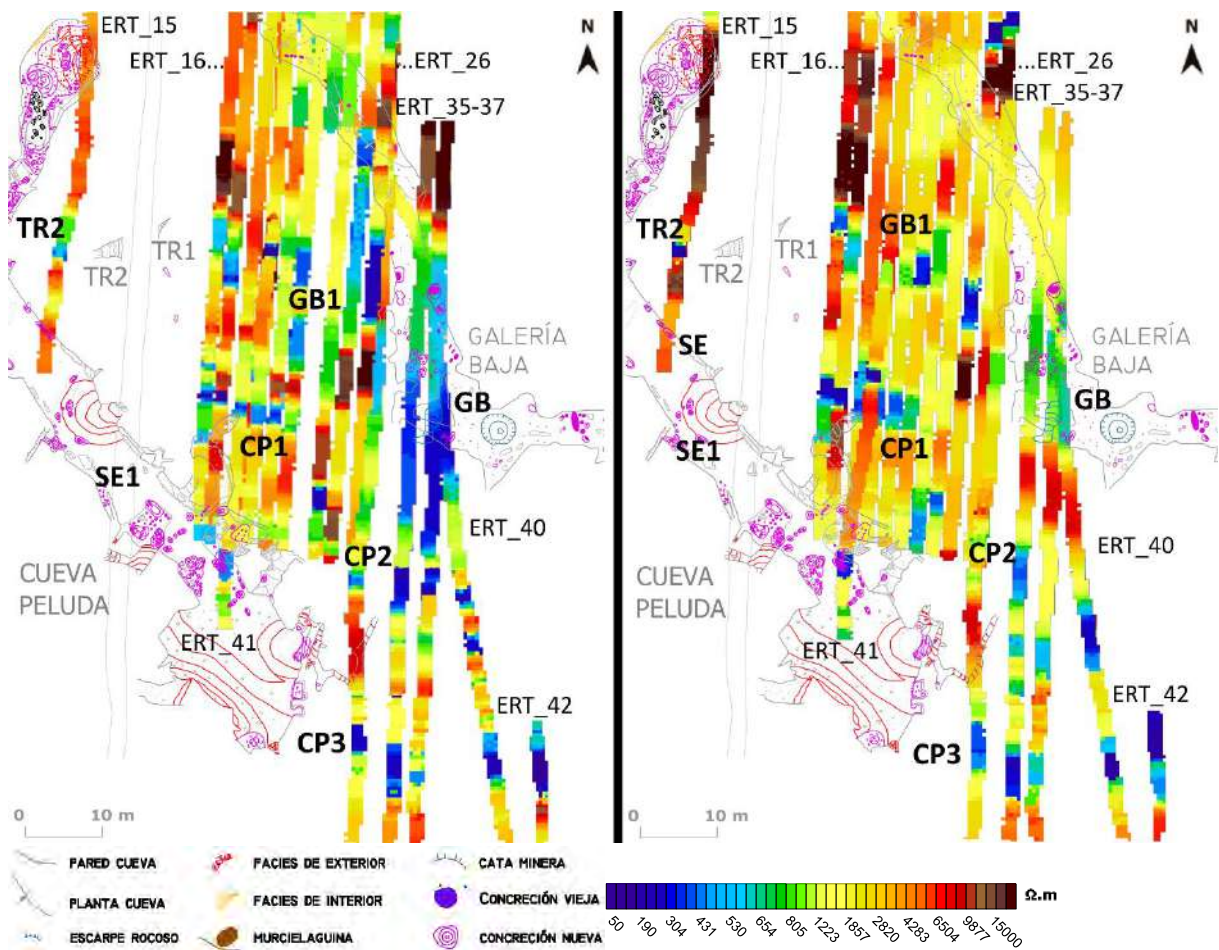 ERT_15
ERT_16...
...ERT_26
ERT_35-37
N
TR2
TR2
TR1
GB1
GALERÍA
BAJA
GB
CP1
SE1
ERT_40
CP2
CUEVA
PELUDA
ERT_41
ERT_42
CP3
0 10 m
ERT_15
ERT_16...
...ERT_26
ERT_35-37
N
TR2
TR2
TR1
GB1
SE
GALERÍA
BAJA
GB
CP1
SE1
ERT_40
CP2
CUEVA
PELUDA
ERT_41
ERT_42
CP3
0 10 m
PARED CUEVA
FACIES DE EXTERIOR
CATA MINERA
PLANTA CUEVA
FACIES DE INTERIOR
CONCRECIÓN VIEJA
ESCARPE ROCOSO
MURCIELAGUINA
CONCRECIÓN NUEVA
Ω.m
50 190 304 431 530 654 805 1223 1857 2820 4283 6504 9877 15000